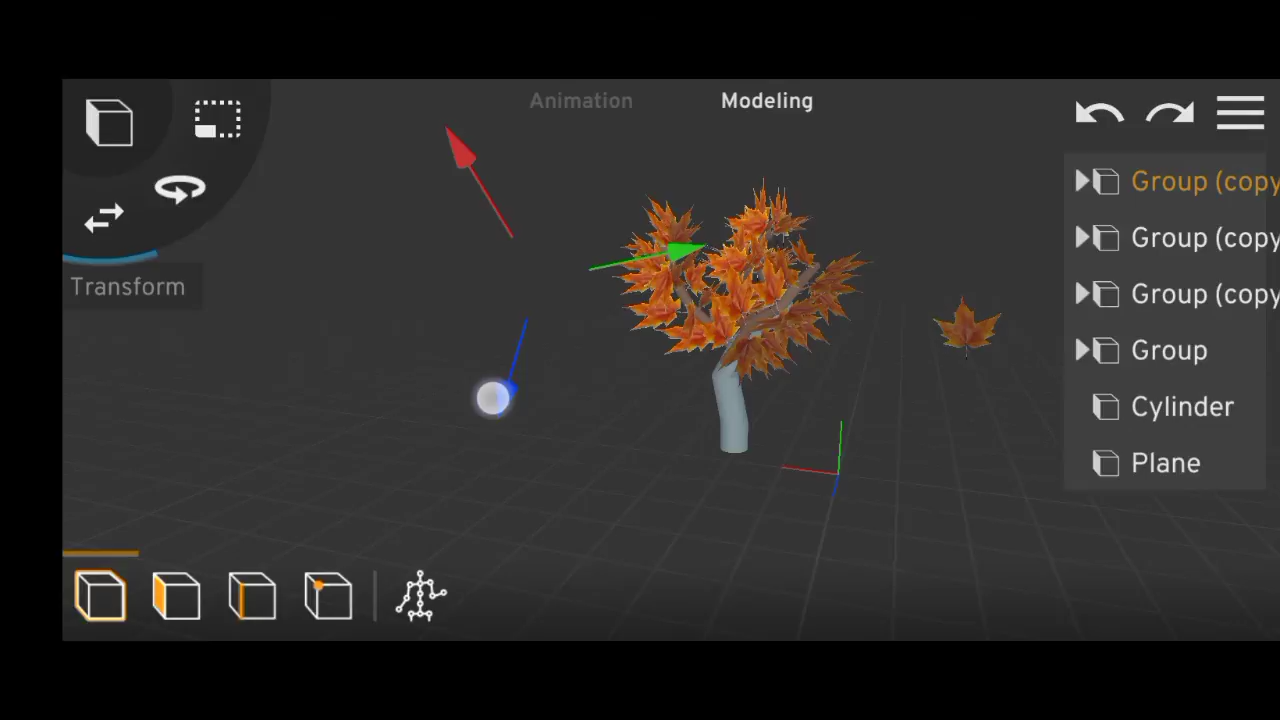 Animation
Modeling
Transform
Group (copy
Group (copy
Group (copy
Group
Cylinder
Plane